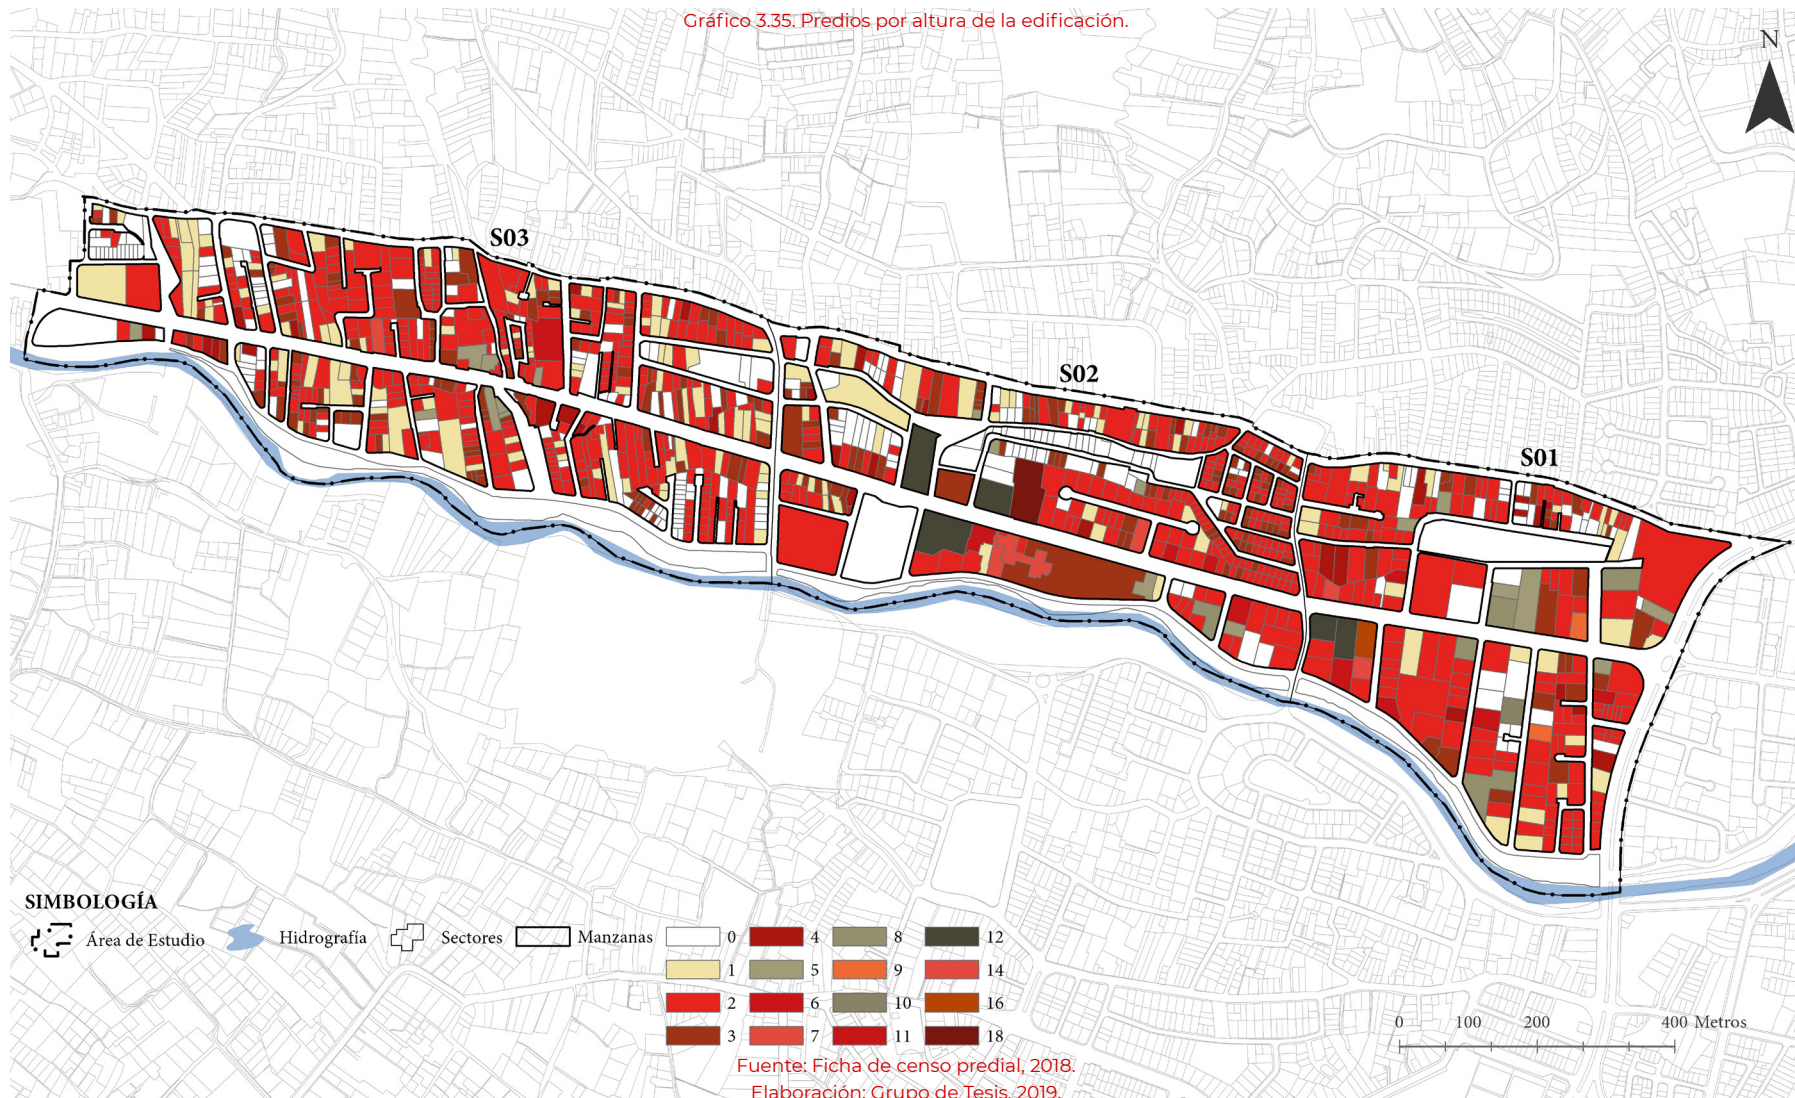 Gráfico 3.35. Predios por altura de la edificación.
N
S03
S02
S01
SIMBOLOGÍA
Área de Estudio
Hidrografía
Sectores
Manzanas
0 4 8 12
1 5 9 14
2 6 10 16
3 7 11 18
0 100 200 400 Metros
Fuente: Ficha de censo predial, 2018.
Elaboración: Grupo de Tesis, 2019.